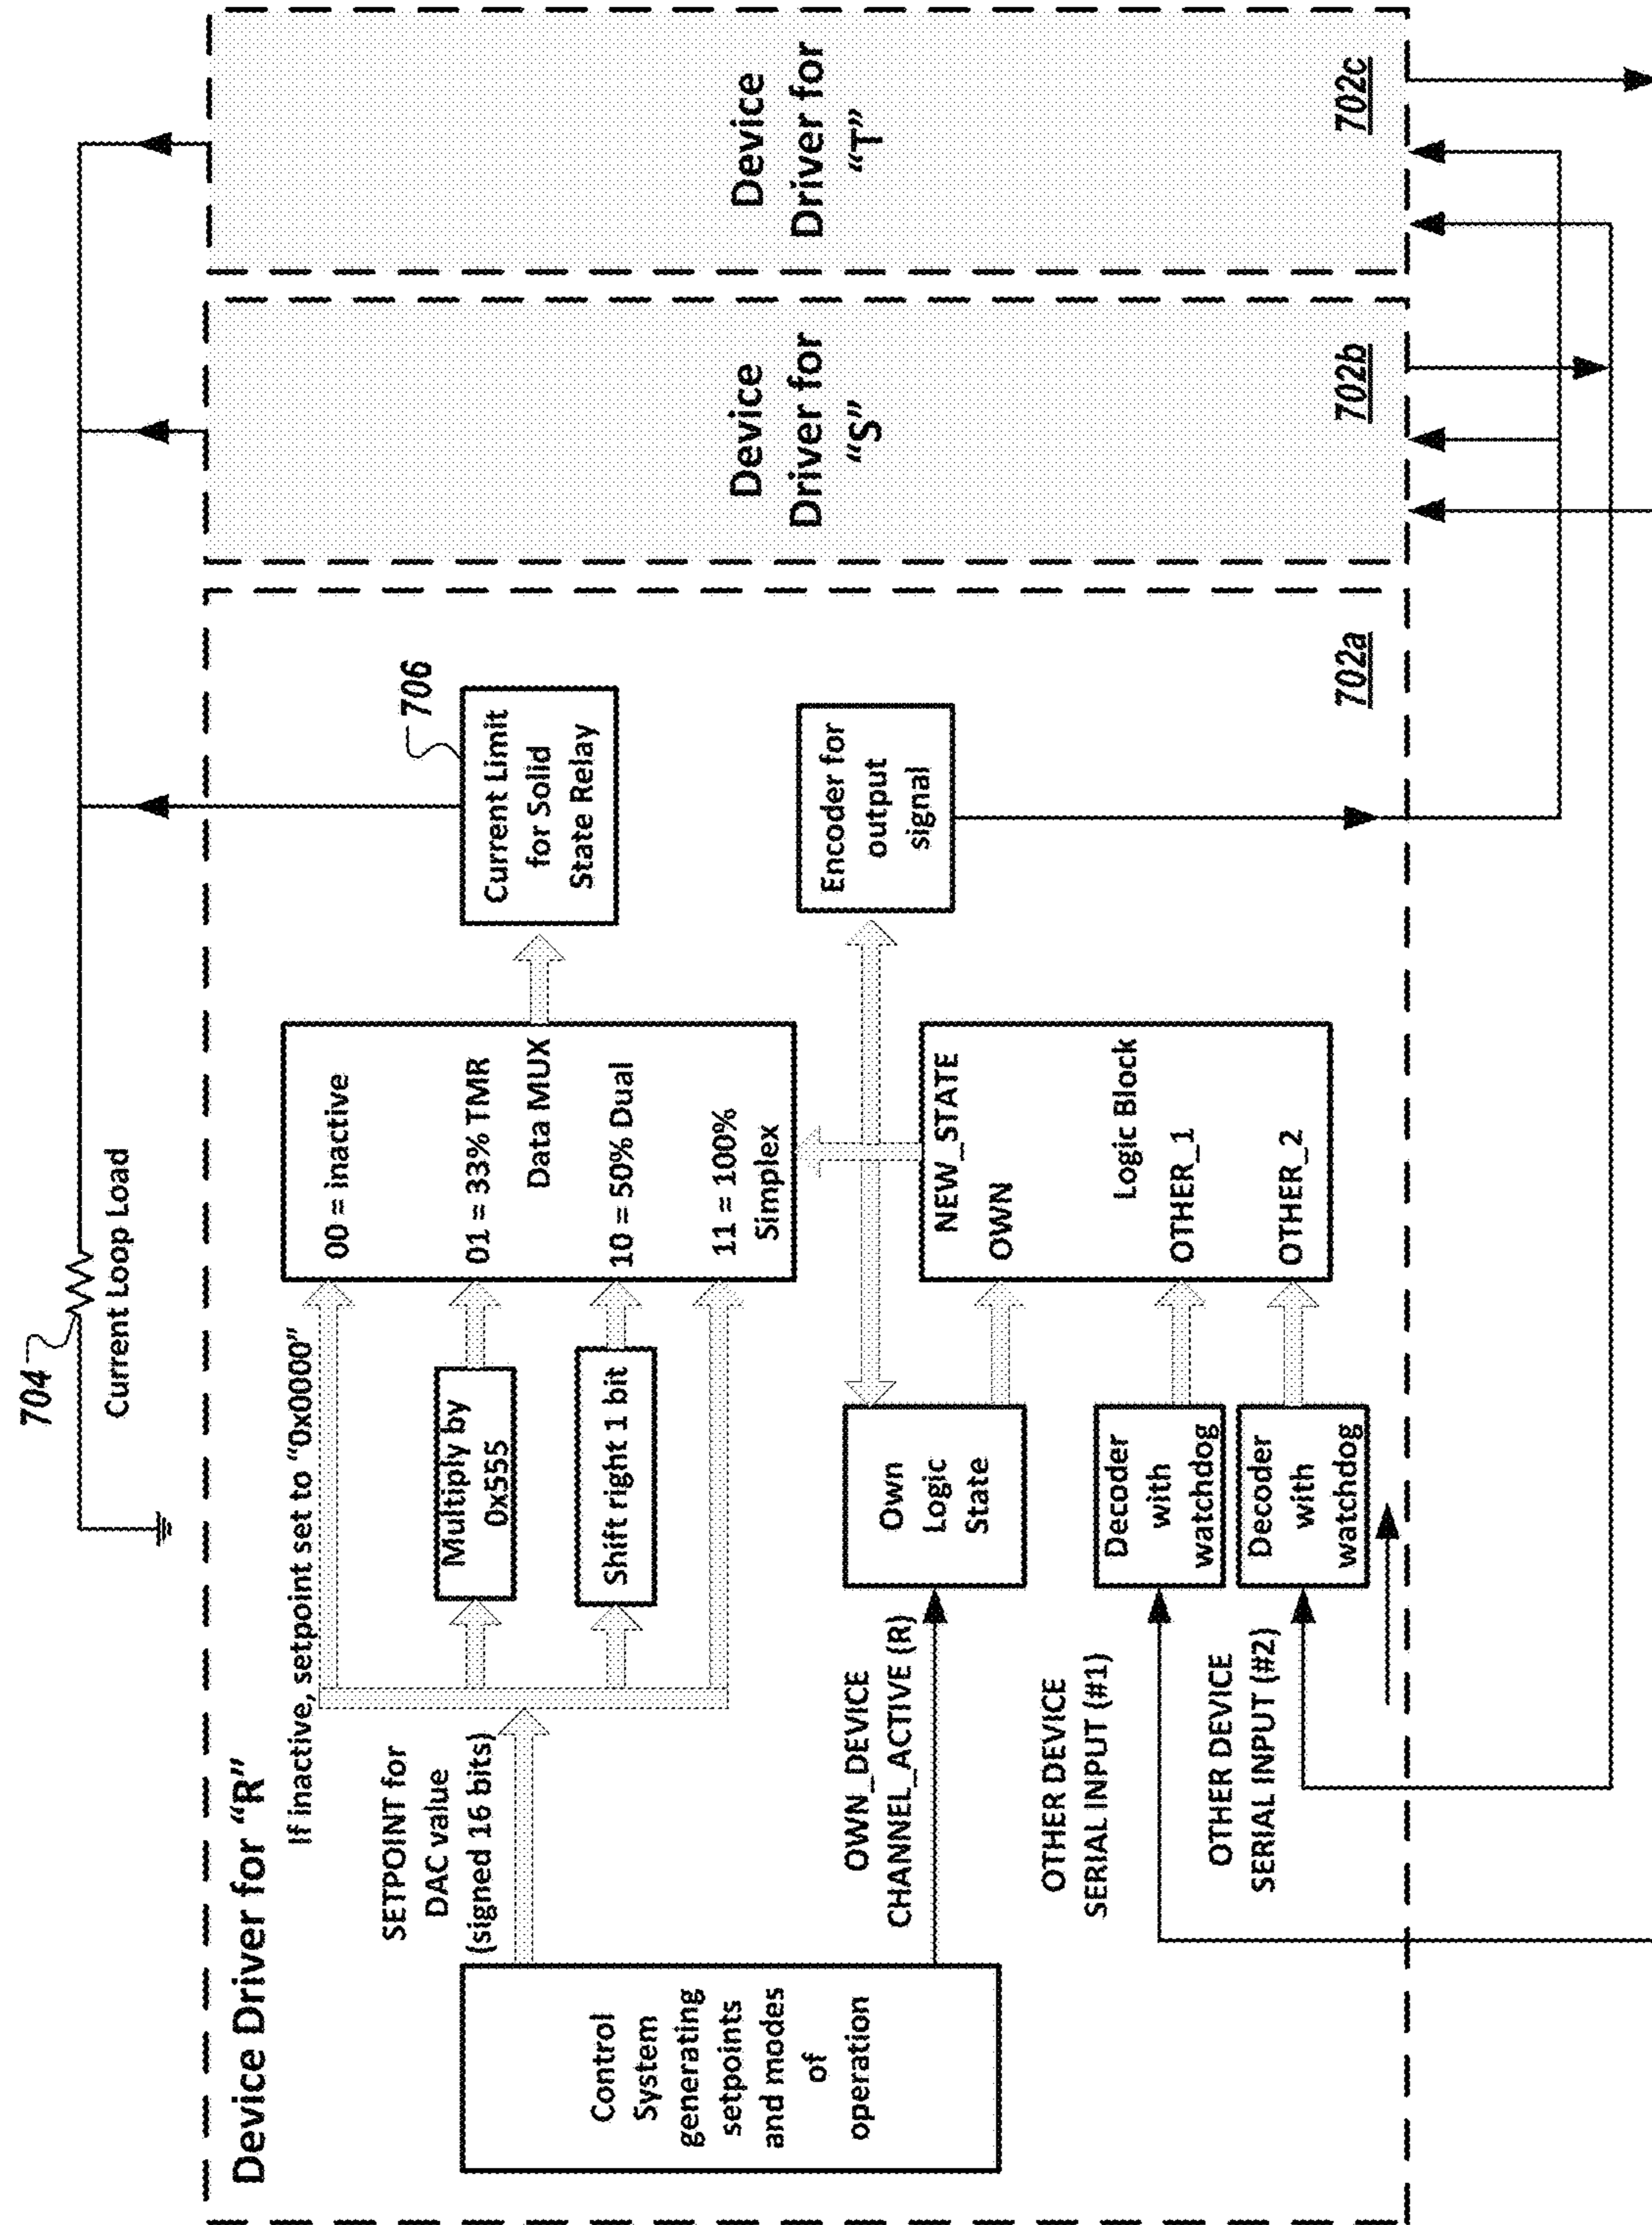 704
Current Loop Load
Device Driver for “R”
If inactive, setpoint set to “0x0000”
SETPOINT for
DAC value
(signed 16 bits)
Multiply by
0x555
Shift right 1 bit
00 = inactive
01 = 33% TMR
Data MUX
10 = 50% Dual
11 = 100%
Simplex
706
Current Limit
for Solid
State Relay
Control
System
generating
setpoints
and modes
of
operation
OWN_DEVICE
CHANNEL_ACTIVE (R)
Own
Logic
State
NEW_STATE
OWN
Logic Block
OTHER_1
OTHER_2
Encoder for
output
signal
OTHER DEVICE
SERIAL INPUT (#1)
Decoder
with
watchdog
OTHER DEVICE
SERIAL INPUT (#2)
Decoder
with
watchdog
702a
Device
Driver for
“S”
702b
Device
Driver for
“T”
702c